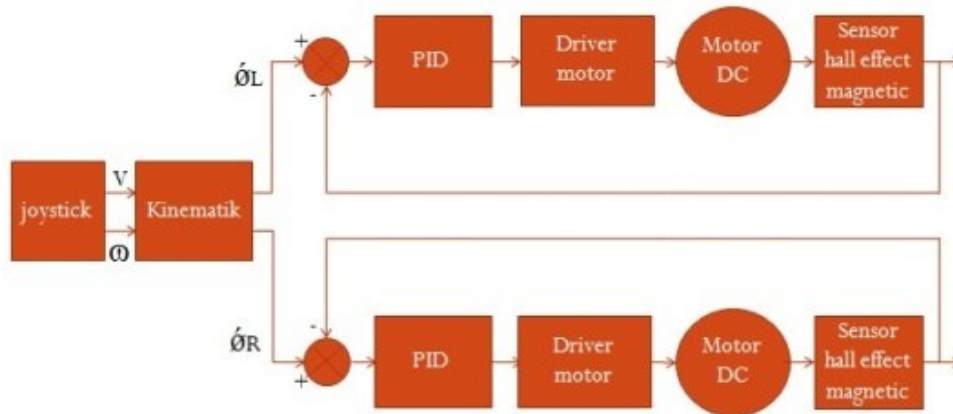 +
ǾL
-
PID
Driver
motor
Motor
DC
Sensor
hall effect
magnetic
joystick
V
ω
Kinematik
ǾR
-
+
PID
Driver
motor
Motor
DC
Sensor
hall effect
magnetic